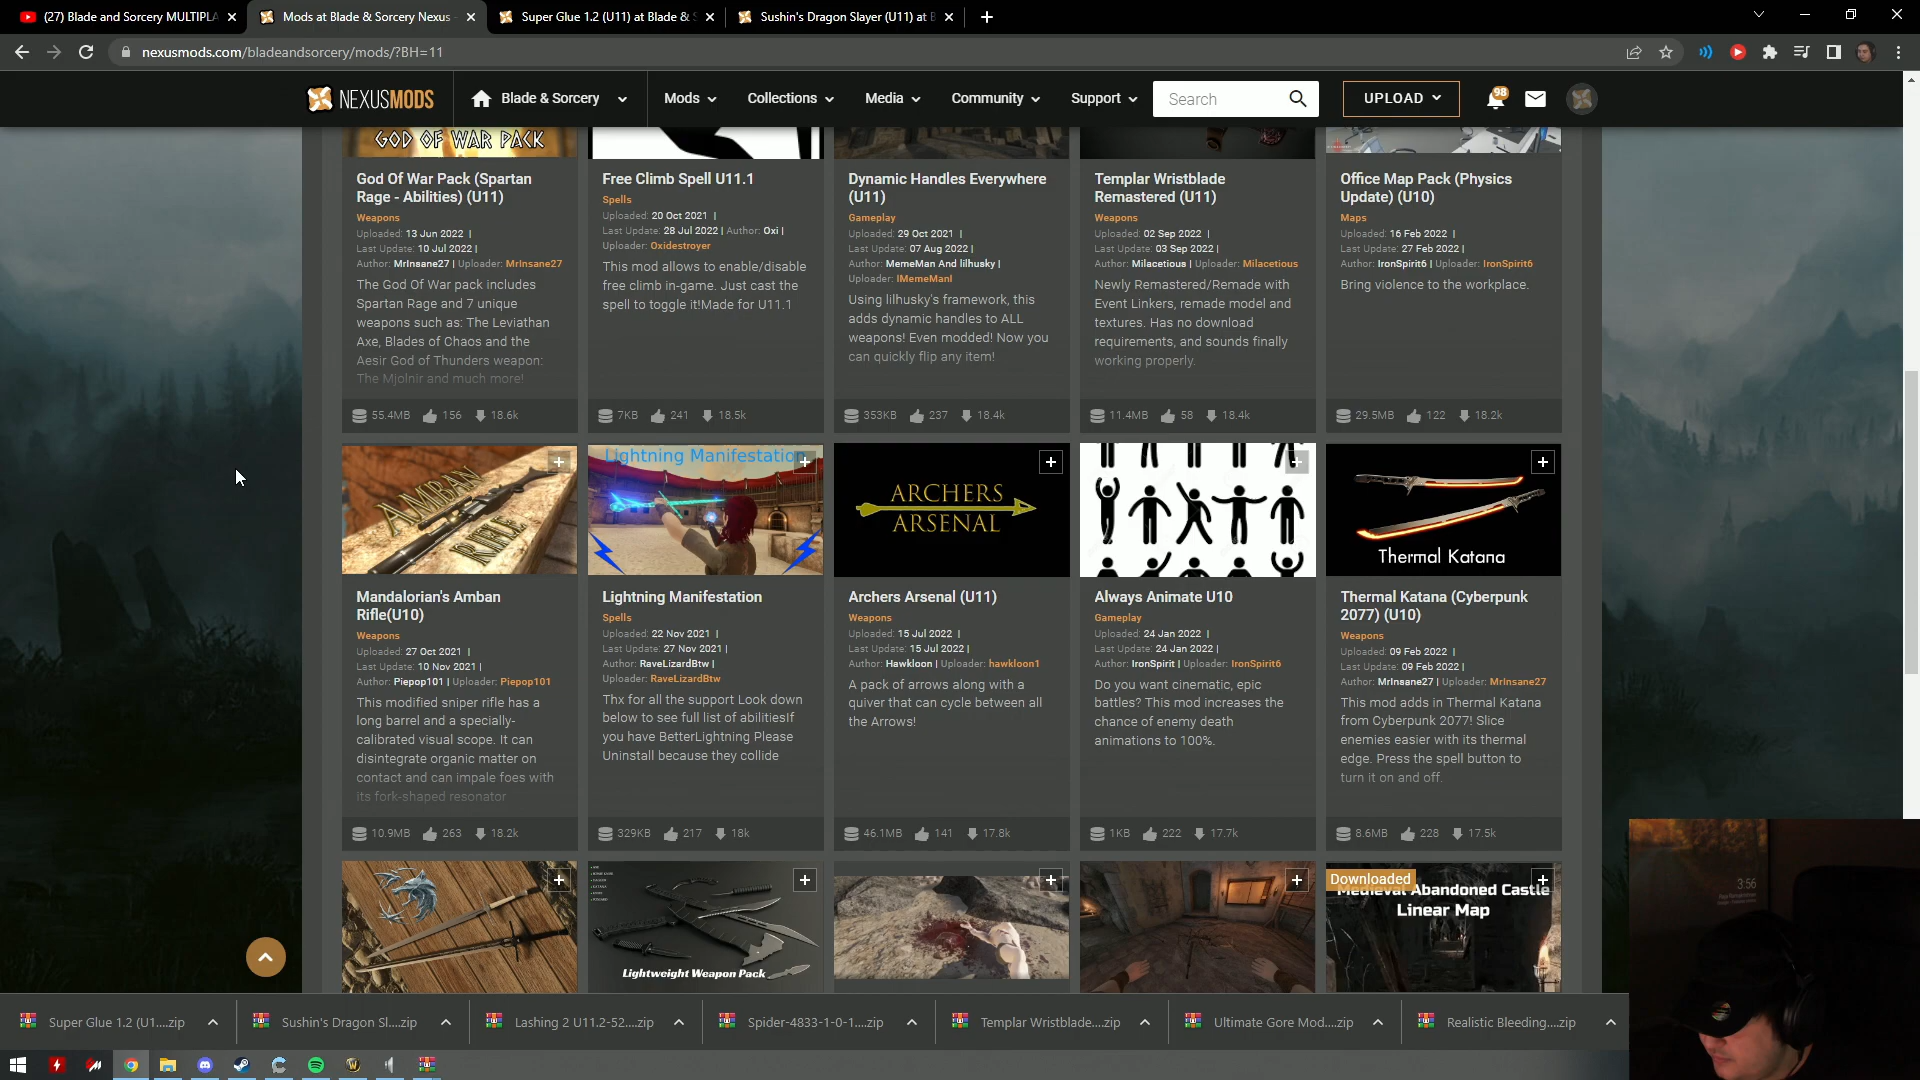 (27) Blade and Sorcery MULTIPLA
Mods at Blade & Sorcery Nexus
Super Glue 1.2 (U11) at Blade &
Sushin's Dragon Slayer (U11) at B
nexusmods.com/bladeandsorcery/mods/?BH=11
NEXUSMODS
Blade & Sorcery
Mods
Collections
Media
Community
Support
Search
UPLOAD
98
GOD OF WAR PACK
God Of War Pack (Spartan
Rage - Abilities) (U11)
Weapons
Uploaded: 13 Jun 2022 |
Last Update: 10 Jul 2022 |
Author: MrInsane27 | Uploader: MrInsane27
The God Of War pack includes
Spartan Rage and 7 unique
weapons such as: The Leviathan
Axe, Blades of Chaos and the
Aesir God of Thunders weapon:
The Mjolnir and much more!
55.4MB 156 18.6k
Free Climb Spell U11.1
Spells
Uploaded: 20 Oct 2021 |
Last Update: 28 Jul 2022 | Author: Oxi |
Uploader: Oxidestroyer
This mod allows to enable/disable
free climb in-game. Just cast the
spell to toggle it!Made for U11.1
7KB 241 18.5k
Dynamic Handles Everywhere
(U11)
Gameplay
Uploaded: 29 Oct 2021 |
Last Update: 07 Aug 2022 |
Author: MemeMan And lilhusky |
Uploader: IMemeManI
Using lilhusky's framework, this
adds dynamic handles to ALL
weapons! Even modded! Now you
can quickly flip any item!
353KB 237 18.4k
Templar Wristblade
Remastered (U11)
Weapons
Uploaded: 02 Sep 2022 |
Last Update: 03 Sep 2022 |
Author: Milacetious | Uploader: Milacetious
Newly Remastered/Remade with
Event Linkers, remade model and
textures. Has no download
requirements, and sounds finally
working properly.
11.4MB 58 18.4k
Office Map Pack (Physics
Update) (U10)
Maps
Uploaded: 16 Feb 2022 |
Last Update: 27 Feb 2022 |
Author: IronSpirit6 | Uploader: IronSpirit6
Bring violence to the workplace.
29.5MB 122 18.2k
AMBAN
RIFLE
Mandalorian's Amban
Rifle(U10)
Weapons
Uploaded: 27 Oct 2021 |
Last Update: 10 Nov 2021 |
Author: Piepop101 | Uploader: Piepop101
This modified sniper rifle has a
long barrel and a specially-
calibrated visual scope. It can
disintegrate organic matter on
contact and can impale foes with
its fork-shaped resonator
10.9MB 263 18.2k
Lightning Manifestation
Lightning Manifestation
Spells
Uploaded: 22 Nov 2021 |
Last Update: 27 Nov 2021 |
Author: RaveLizardBtw |
Uploader: RaveLizardBtw
Thx for all the support Look down
below to see full list of abilitiesIf
you have BetterLightning Please
Uninstall because they collide
329KB 217 18k
ARCHERS
ARSENAL
Archers Arsenal (U11)
Weapons
Uploaded: 15 Jul 2022 |
Last Update: 15 Jul 2022 |
Author: Hawkloon | Uploader: hawkloon1
A pack of arrows along with a
quiver that can cycle between all
the Arrows!
46.1MB 141 17.8k
Always Animate U10
Gameplay
Uploaded: 24 Jan 2022 |
Last Update: 24 Jan 2022 |
Author: IronSpirit | Uploader: IronSpirit6
Do you want cinematic, epic
battles? This mod increases the
chance of enemy death
animations to 100%.
1KB 222 17.7k
Thermal Katana
Thermal Katana (Cyberpunk
2077) (U10)
Weapons
Uploaded: 09 Feb 2022 |
Last Update: 09 Feb 2022 |
Author: MrInsane27 | Uploader: MrInsane27
This mod adds in Thermal Katana
from Cyberpunk 2077! Slice
enemies easier with its thermal
edge. Press the spell button to
turn it on and off.
8.6MB 228 17.5k
Lightweight Weapon Pack
Downloaded
Medieval Abandoned Castle
Linear Map
3:56
Super Glue 1.2 (U1....zip
Sushin's Dragon Sl....zip
Lashing 2 U11.2-52....zip
Spider-4833-1-0-1....zip
Templar Wristblade....zip
Ultimate Gore Mod....zip
Realistic Bleeding....zip